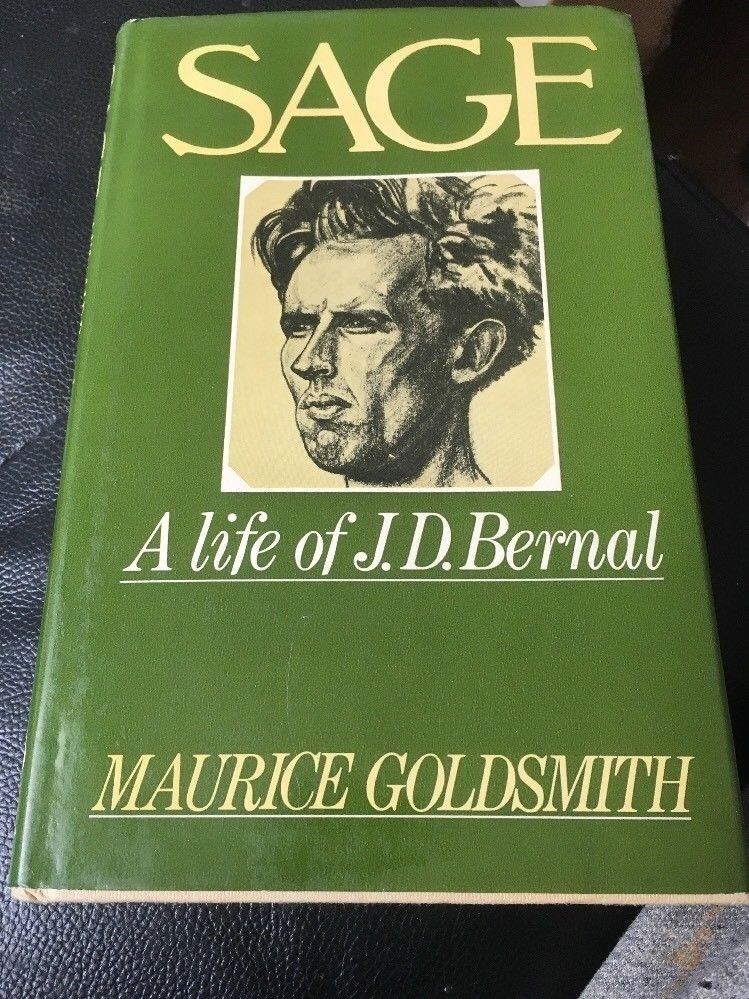 SAGE
A life of J.D. Bernal
MAURICE GOLDSMITH